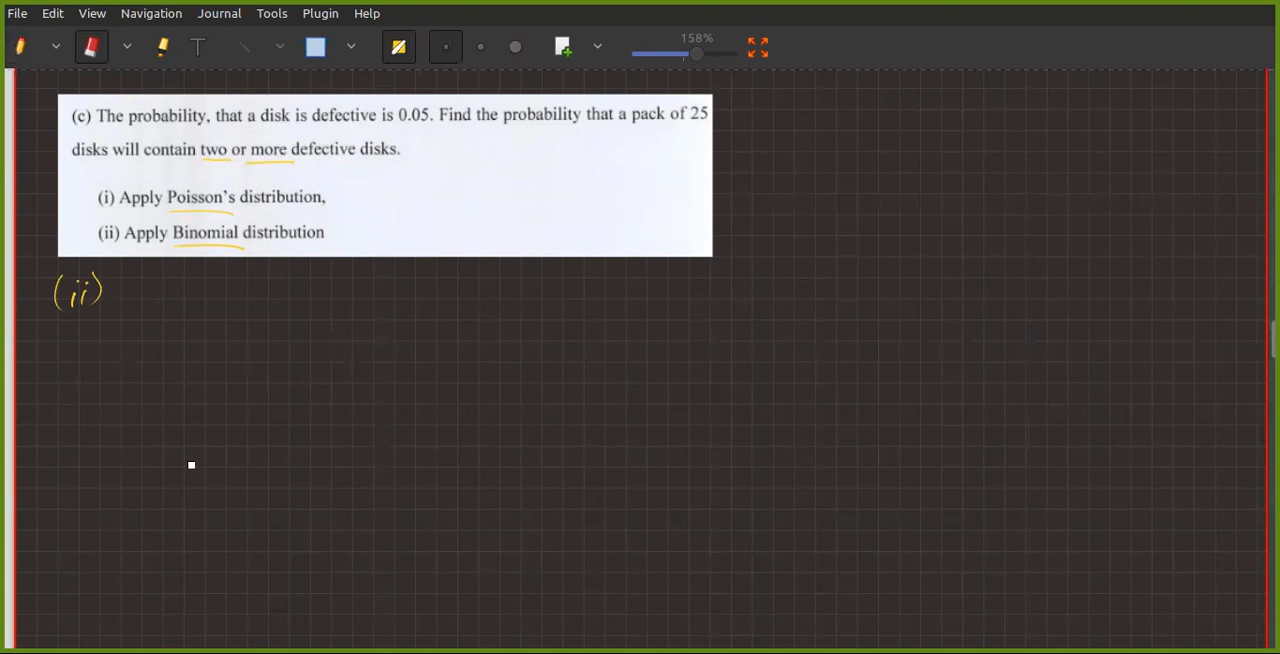 File Edit View Navigation Journal Tools Plugin Help
T 158%
(c) The probability, that a disk is defective is 0.05. Find the probability that a pack of 25
disks will contain two or more defective disks.
(i) Apply Poisson's distribution,
(ii) Apply Binomial distribution
(ii)